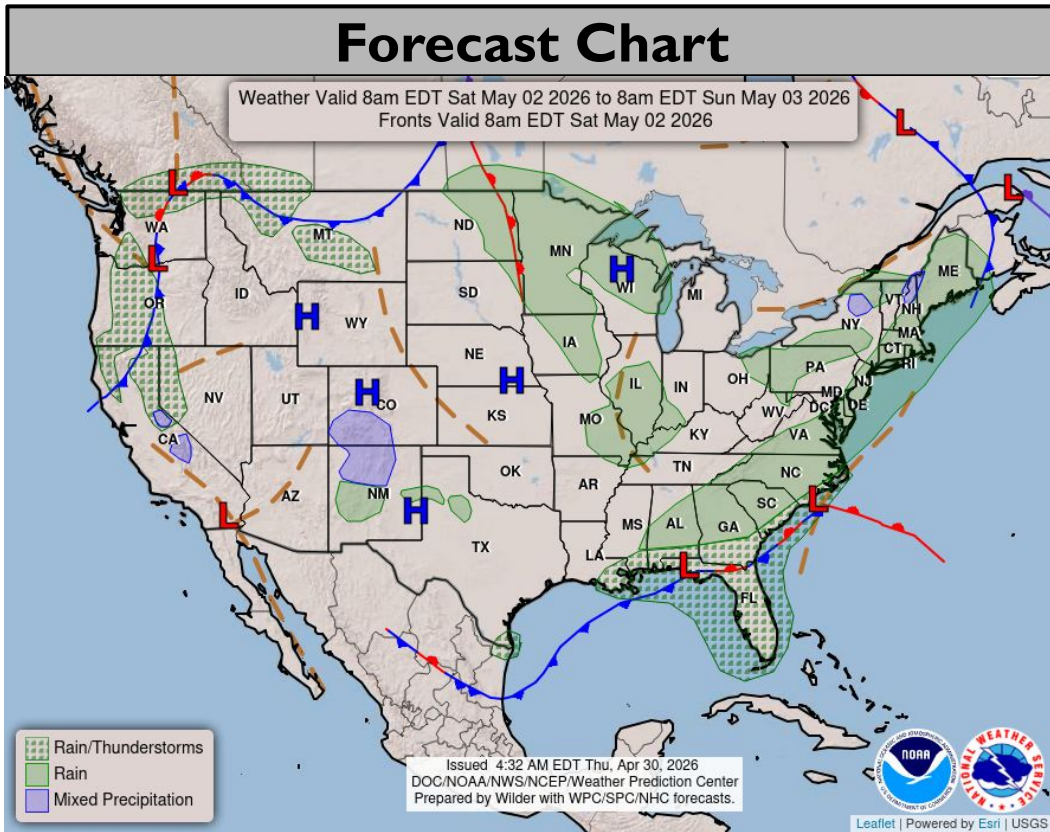 Forecast Chart
Weather Valid 8am EDT Sat May 02 2026 to 8am EDT Sun May 03 2026
Fronts Valid 8am EDT Sat May 02 2026
L
L
L
WA
ND
MT
MN
ME
L
H
WI
OR
ID
SD
MI
VT
NH
H
WY
NY
MA
IA
CT
RI
NE
PA
H
H
OH
NJ
NV
UT
CO
IL
IN
MD
DC
DE
KS
MO
WV
CA
KY
VA
OK
TN
NC
AZ
NM
AR
L
SC
H
L
MS
AL
GA
TX
LA
L
FL
Rain/Thunderstorms
Rain
Mixed Precipitation
Issued 4:32 AM EDT Thu, Apr 30, 2026
DOC/NOAA/NWS/NCEP/Weather Prediction Center
Prepared by Wilder with WPC/SPC/NHC forecasts.
NOAA
NATIONAL WEATHER SERVICE
Leaflet | Powered by Esri | USGS